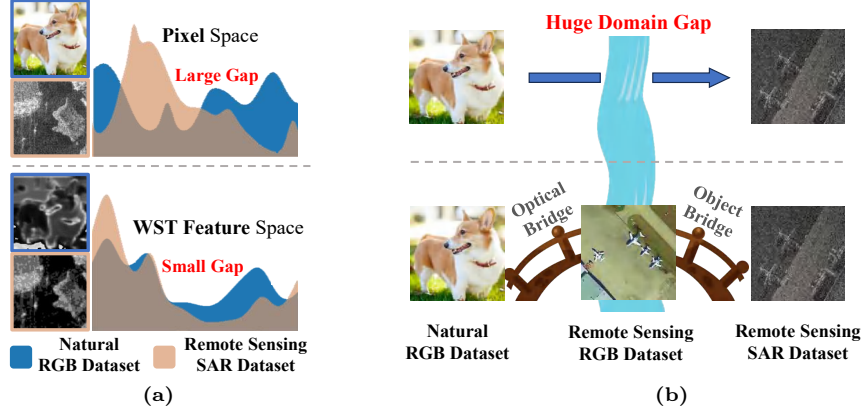 Pixel Space
Large Gap
WST Feature Space
Small Gap
Natural
RGB Dataset
Remote Sensing
SAR Dataset
(a)
Huge Domain Gap
Optical
Bridge
Object
Bridge
Natural
RGB Dataset
Remote Sensing
RGB Dataset
Remote Sensing
SAR Dataset
(b)